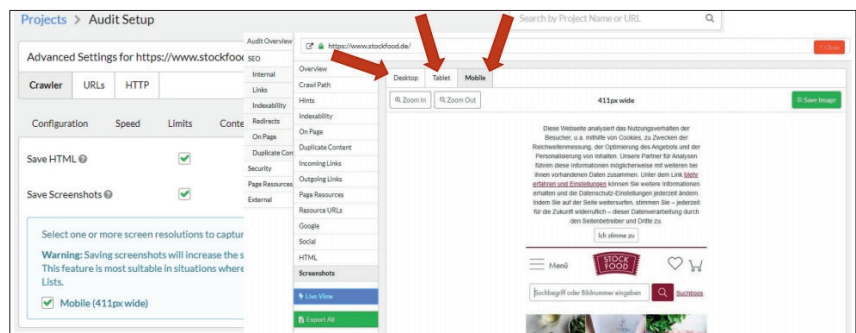 Projects > Audit Setup
Search by Project Name or URL
Advanced Settings for https://www.stockfood
Crawler URLs HTTP
Configuration Speed Limits Conte
Save HTML
Save Screenshots
Select one or more screen resolutions to captur
Warning: Saving screenshots will increase the s
This feature is most suitable in situations where
Lists.
Mobile (411px wide)
Audit Overview
SEO
Internal
Links
Indexability
Redirects
On Page
Duplicate Con
Security
Page Resources
External
https://www.stockfood.de/
Close
Overview
Crawl Path
Hints
Indexability
On Page
Duplicate Content
Incoming Links
Outgoing Links
Page Resources
Resource URLs
Google
Social
HTML
Screenshots
Live View
Export All
Desktop Tablet Mobile
Zoom In Zoom Out 411px wide Save Image
Diese Webseite analysiert das Nutzungsverhalten der
Besucher, u.a. mithilfe von Cookies, zu Zwecken der
Reichweitenmessung, der Optimierung des Angebots und der
Personalisierung von Inhalten. Unsere Partner für Analysen
führen diese Informationen möglicherweise mit weiteren bei
ihnen vorhandenen Daten zusammen. Unter dem Link Mehr
erfahren und Einstellungen können Sie weitere Informationen
erhalten und die Datenschutz-Einstellungen jederzeit ändern.
Indem Sie auf der Seite weitersurfen, stimmen Sie – jederzeit
für die Zukunft widerruflich – dieser Datenverarbeitung durch
den Seitenbetreiber und Dritte zu.
Ich stimme zu
Menü STOCK
FOOD
Suchbegriff oder Bildnummer eingeben Suchtipps